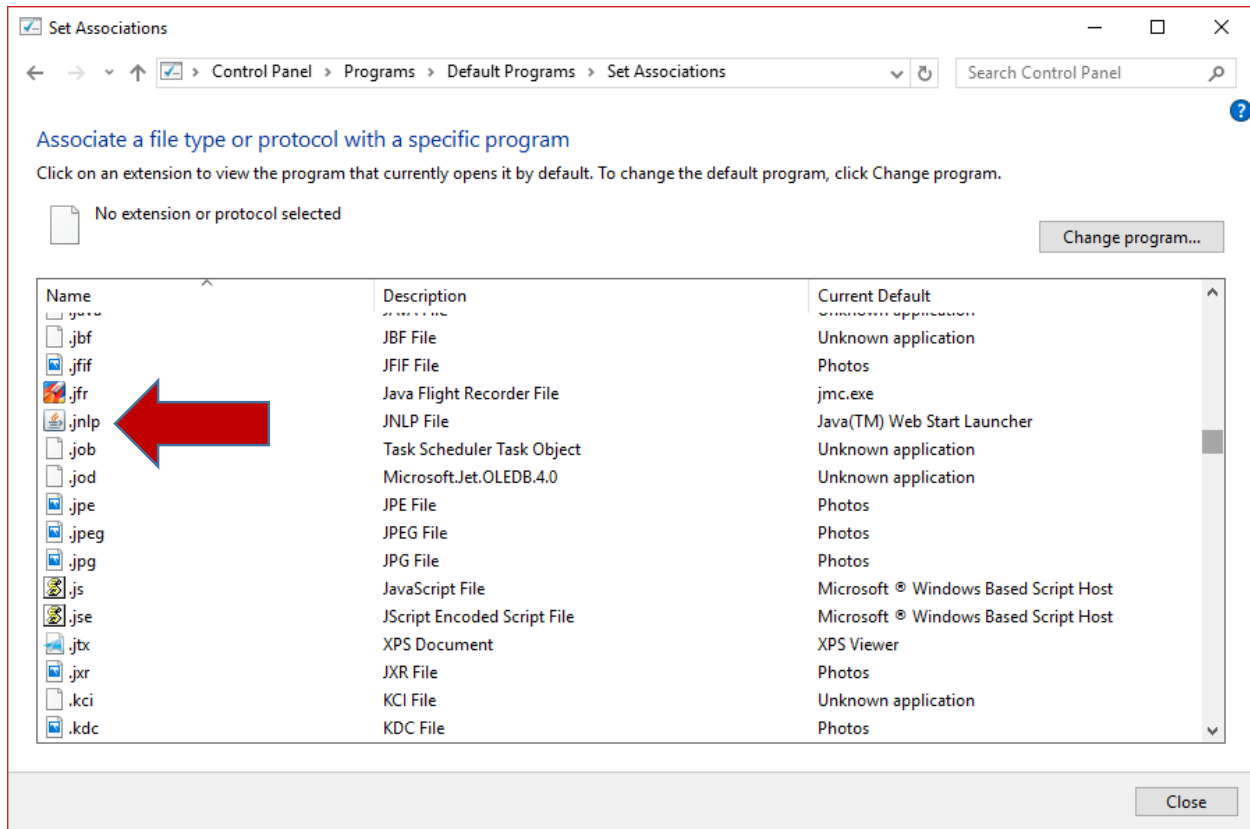 Set Associations
Control Panel > Programs > Default Programs > Set Associations
Search Control Panel
?
Associate a file type or protocol with a specific program
Click on an extension to view the program that currently opens it by default. To change the default program, click Change program.
No extension or protocol selected
Change program...
Name Description Current Default
.java JAVA File Unknown application
.jbf JBF File Unknown application
.jfif JFIF File Photos
.jfr Java Flight Recorder File jmc.exe
.jnlp JNLP File Java(TM) Web Start Launcher
.job Task Scheduler Task Object Unknown application
.jod Microsoft.Jet.OLEDB.4.0 Unknown application
.jpe JPE File Photos
.jpeg JPEG File Photos
.jpg JPG File Photos
.js JavaScript File Microsoft ® Windows Based Script Host
.jse JScript Encoded Script File Microsoft ® Windows Based Script Host
.jtx XPS Document XPS Viewer
.jxr JXR File Photos
.kci KCI File Unknown application
.kdc KDC File Photos
Close